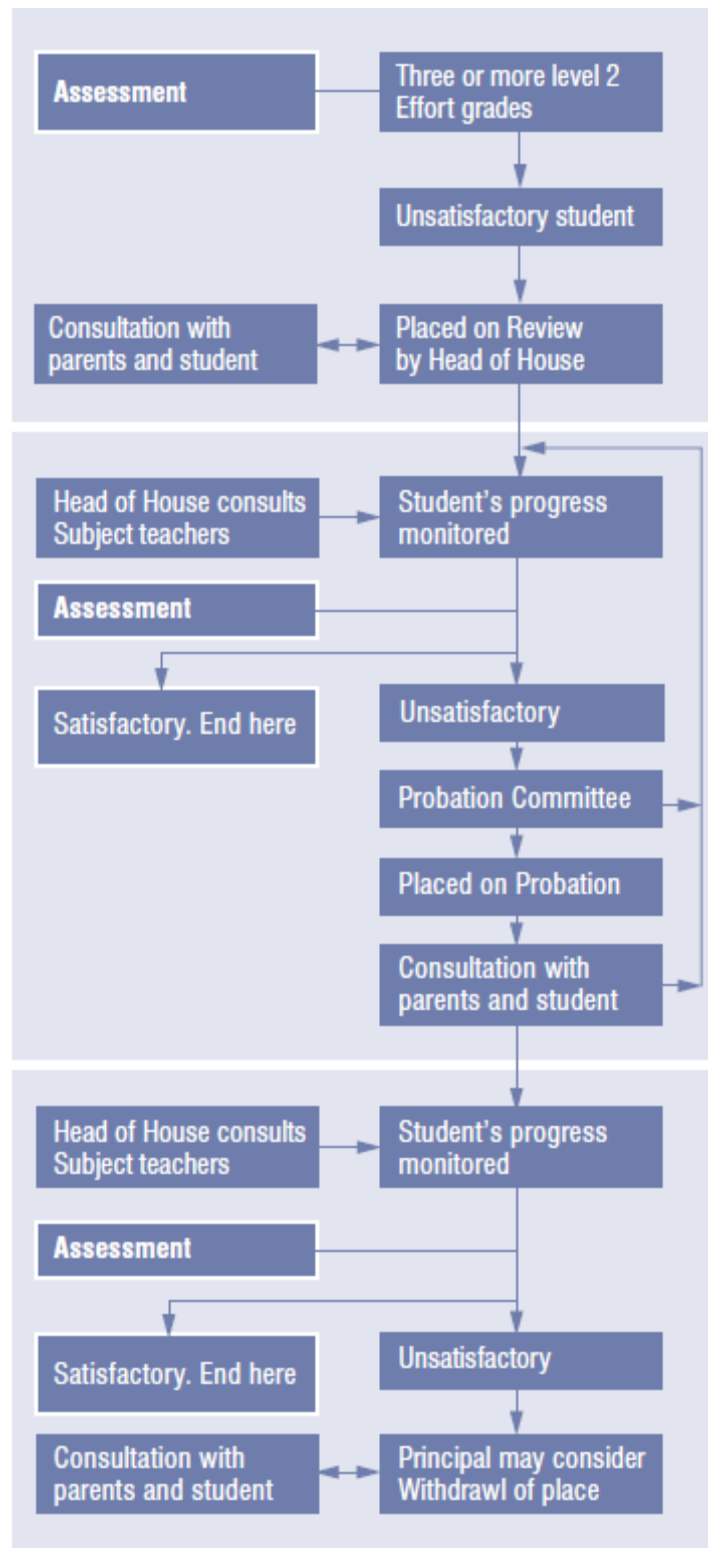 Assessment
Three or more level 2
Effort grades
Unsatisfactory student
Consultation with
parents and student
Placed on Review
by Head of House
Head of House consults
Subject teachers
Student's progress
monitored
Assessment
Satisfactory. End here
Unsatisfactory
Probation Committee
Placed on Probation
Consultation with
parents and student
Head of House consults
Subject teachers
Student's progress
monitored
Assessment
Satisfactory. End here
Unsatisfactory
Consultation with
parents and student
Principal may consider
Withdrawl of place